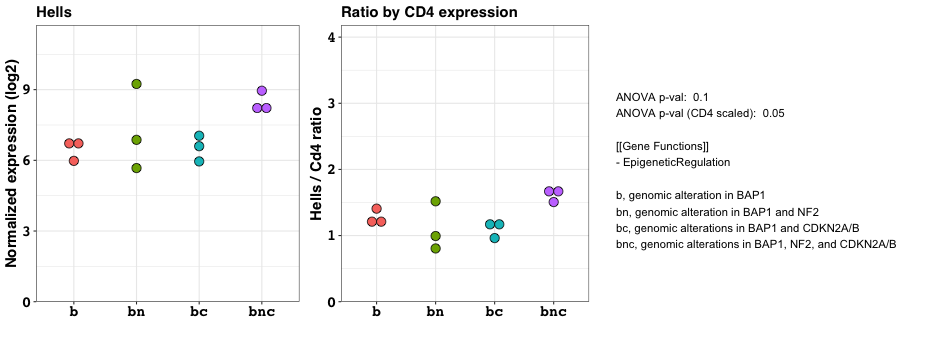 Hells
Normalized expression (log2)
9
6
3
0
b bn bc bnc
Ratio by CD4 expression
Hells / Cd4 ratio
4
3
2
1
0
b bn bc bnc
ANOVA p-val: 0.1
ANOVA p-val (CD4 scaled): 0.05
[[Gene Functions]]
- EpigeneticRegulation
b, genomic alteration in BAP1
bn, genomic alteration in BAP1 and NF2
bc, genomic alterations in BAP1 and CDKN2A/B
bnc, genomic alterations in BAP1, NF2, and CDKN2A/B